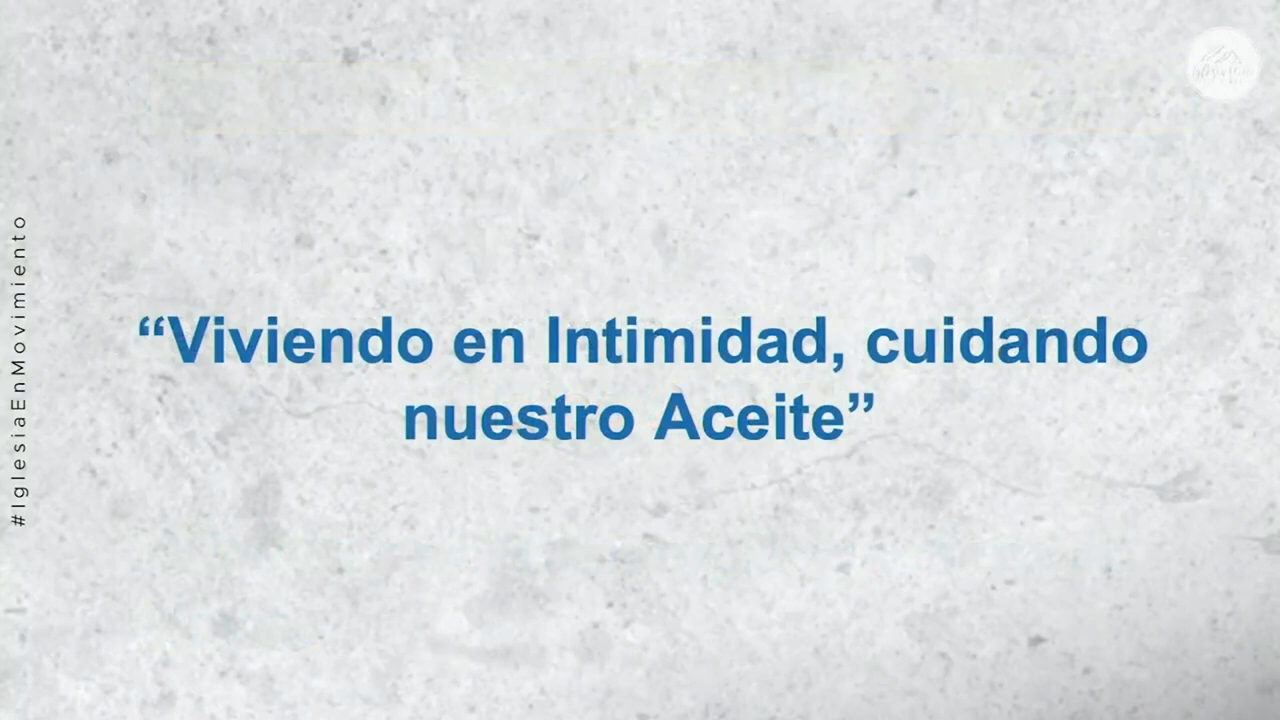 #IglesiaEnMovimiento
“Viviendo en Intimidad, cuidando
nuestro Aceite”